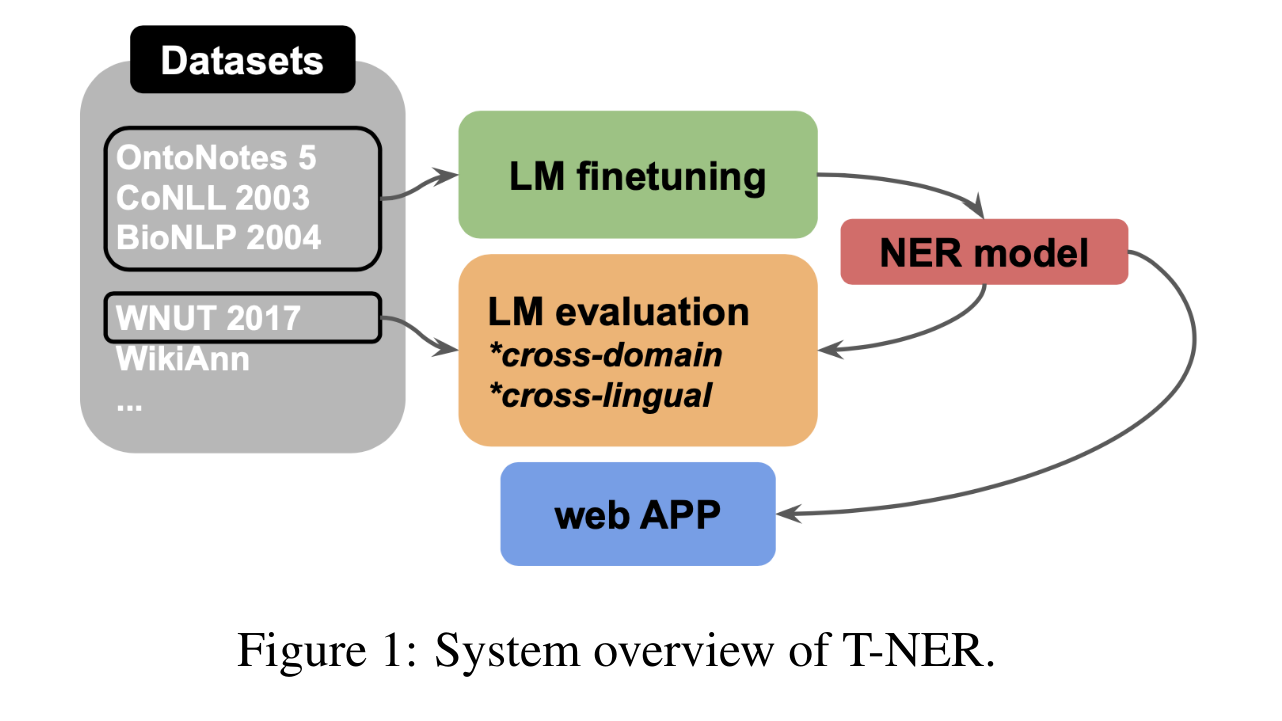 Datasets
OntoNotes 5
CoNLL 2003
BioNLP 2004
WNUT 2017
WikiAnn
...
LM finetuning
NER model
LM evaluation
*cross-domain
*cross-lingual
web APP
Figure 1: System overview of T-NER.